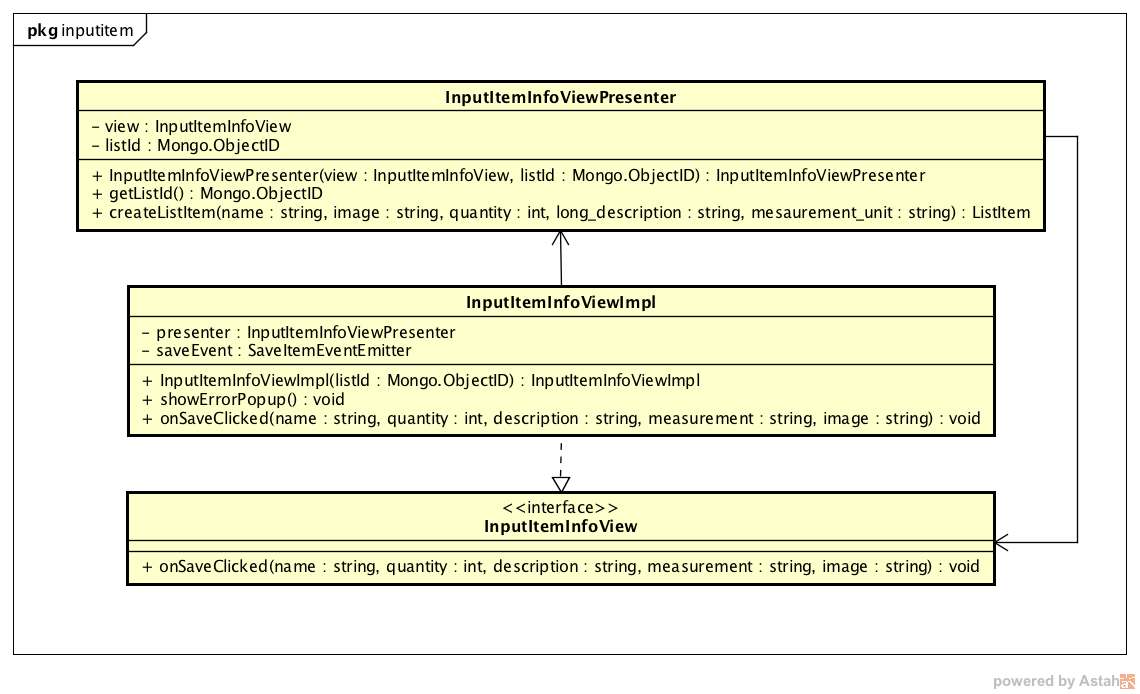 pkg inputitem
InputItemInfoViewPresenter
- view : InputItemInfoView
- listId : Mongo.ObjectID
+ InputItemInfoViewPresenter(view : InputItemInfoView, listId : Mongo.ObjectID) : InputItemInfoViewPresenter
+ getListId() : Mongo.ObjectID
+ createListItem(name : string, image : string, quantity : int, long_description : string, mesaurement_unit : string) : ListItem
InputItemInfoViewImpl
- presenter : InputItemInfoViewPresenter
- saveEvent : SaveItemEventEmitter
+ InputItemInfoViewImpl(listId : Mongo.ObjectID) : InputItemInfoViewImpl
+ showErrorPopup() : void
+ onSaveClicked(name : string, quantity : int, description : string, measurement : string, image : string) : void
<<interface>>
InputItemInfoView
+ onSaveClicked(name : string, quantity : int, description : string, measurement : string, image : string) : void
powered by Astah